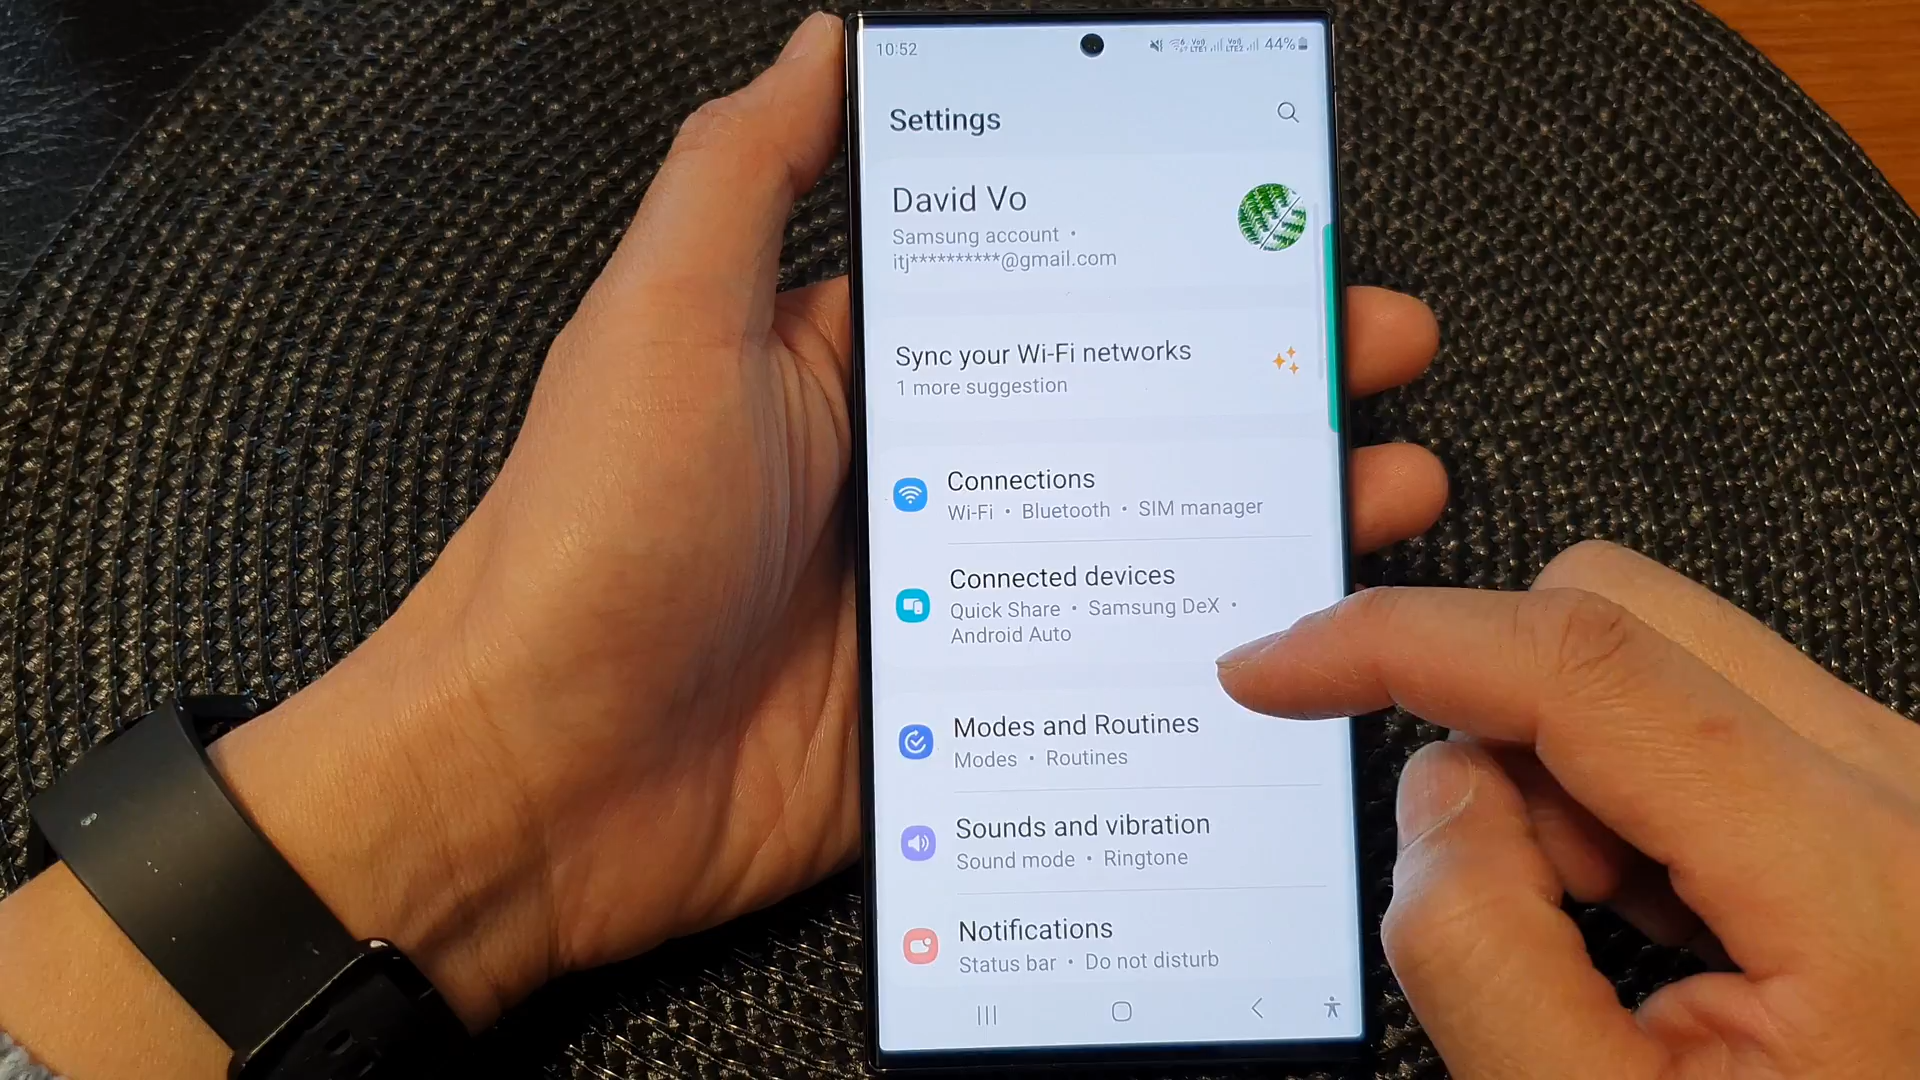 10:52
44%
Settings
David Vo
Samsung account •
itj**********@gmail.com
Sync your Wi-Fi networks
1 more suggestion
Connections
Wi-Fi • Bluetooth • SIM manager
Connected devices
Quick Share • Samsung DeX •
Android Auto
Modes and Routines
Modes • Routines
Sounds and vibration
Sound mode • Ringtone
Notifications
Status bar • Do not disturb